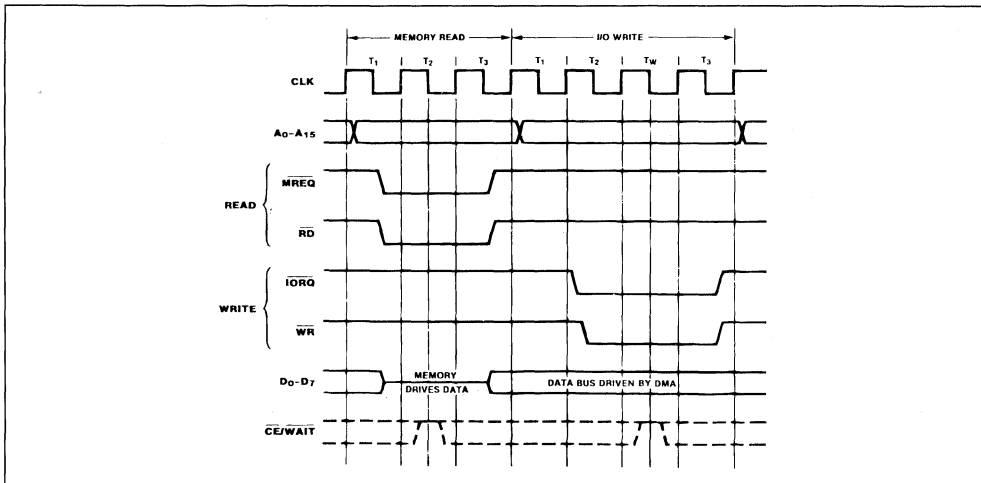 MEMORY READ I/O WRITE
T1 T2 T3 T1 T2 TW T3
CLK
A0-A15
MREQ
READ
RD
IORQ
WRITE
WR
D0-D7 MEMORY DRIVES DATA DATA BUS DRIVEN BY DMA
CE/WAIT